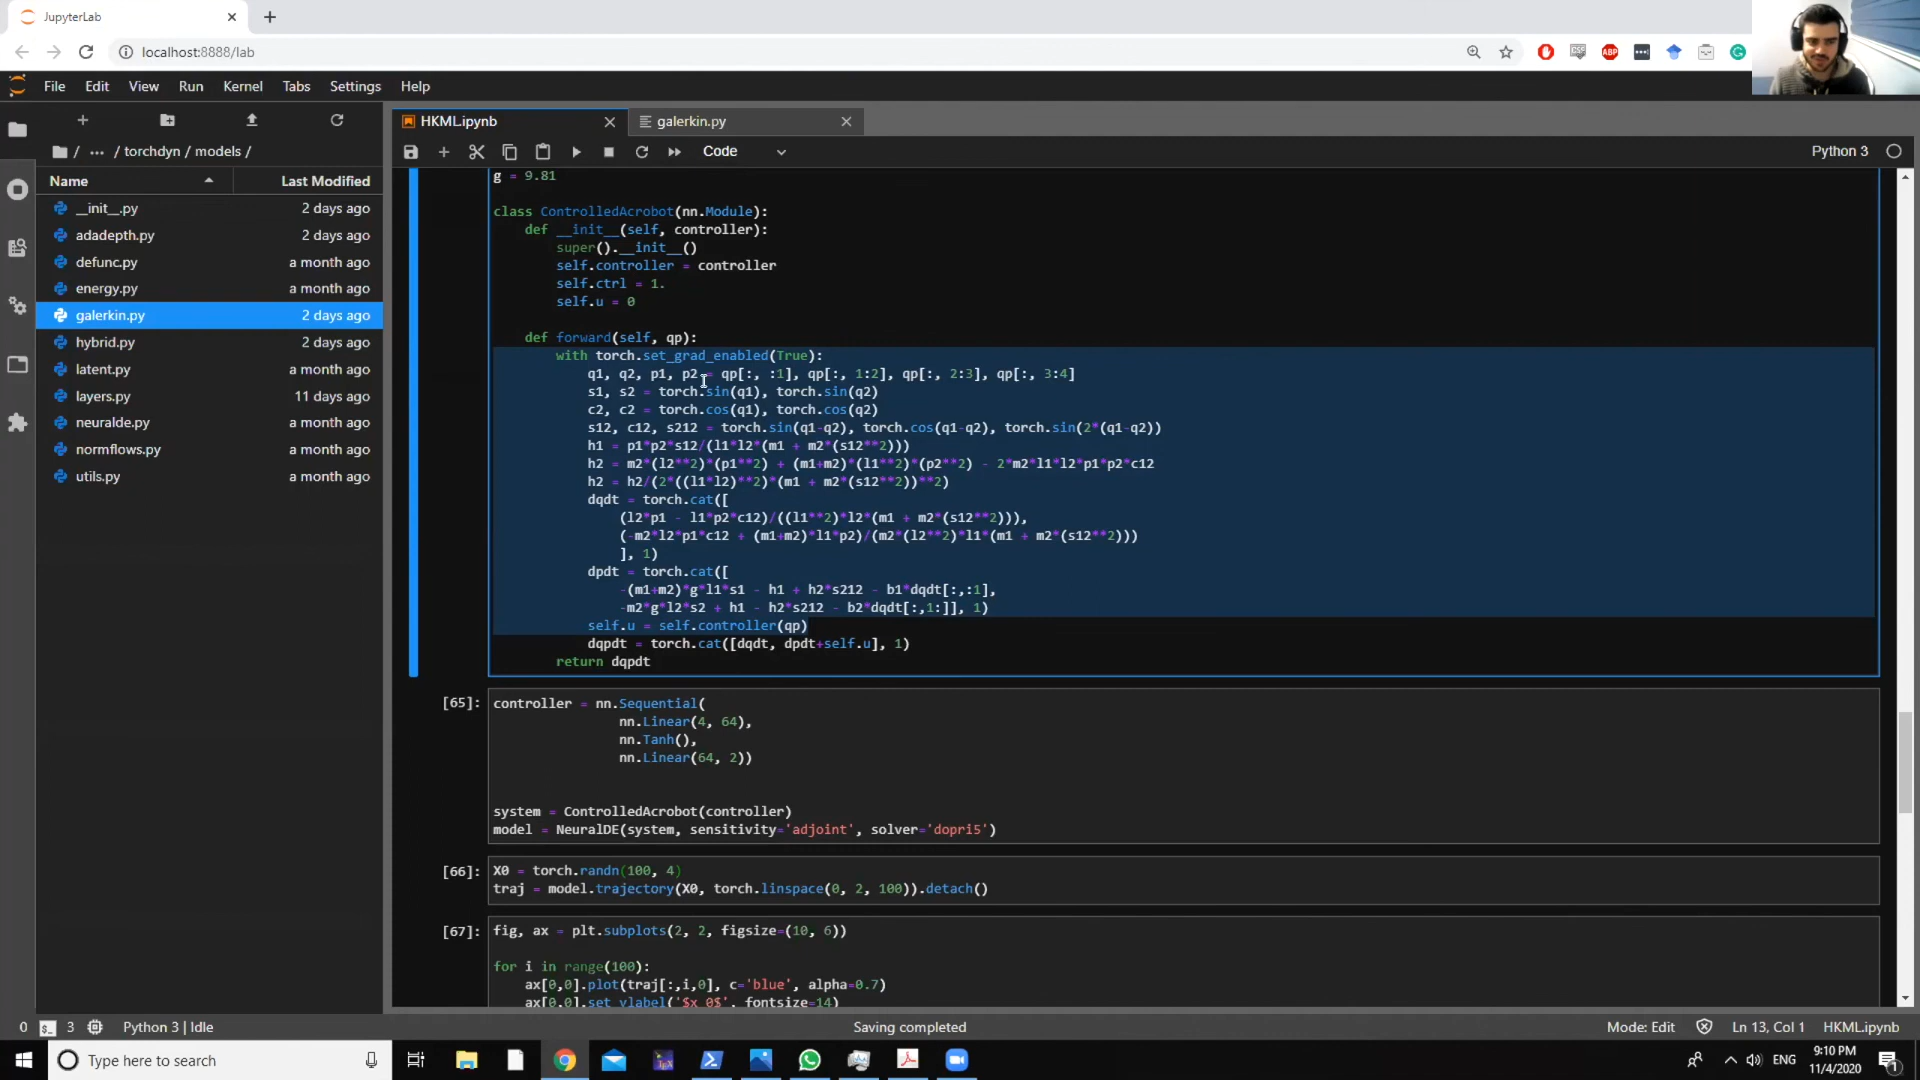 JupyterLab
localhost:8888/lab
ABP
File Edit View Run Kernel Tabs Settings Help
HKML.ipynb
galerkin.py
/ ... / torchdyn / models /
Code
Python 3
Name Last Modified
__init__.py 2 days ago
adadepth.py 2 days ago
defunc.py a month ago
energy.py a month ago
galerkin.py 2 days ago
hybrid.py a month ago
latent.py a month ago
layers.py 11 days ago
neuralde.py a month ago
normflows.py a month ago
utils.py a month ago
g = 9.81
class ControlledAcrobot(nn.Module):
def __init__(self, controller):
super().__init__()
self.controller = controller
self.ctrl = 1.
self.u = 0
def forward(self, qp):
with torch.set_grad_enabled(True):
q1, q2, p1, p2 = qp[:, :1], qp[:, 1:2], qp[:, 2:3], qp[:, 3:4]
s1, s2 = torch.sin(q1), torch.sin(q2)
c2, c2 = torch.cos(q1), torch.cos(q2)
s12, c12, s212 = torch.sin(q1-q2), torch.cos(q1-q2), torch.sin(2*(q1-q2))
h1 = p1*p2*s12/(l1*l2*(m1 + m2*(s12**2)))
h2 = m2*(l2**2)*(p1**2) + (m1+m2)*(l1**2)*(p2**2) - 2*m2*l1*l2*p1*p2*c12
h2 = h2/(2*((l1*l2)**2)*(m1 + m2*(s12**2))**2)
dqdt = torch.cat([
(l2*p1 - l1*p2*c12)/((l1**2)*l2*(m1 + m2*(s12**2))),
(-m2*l2*p1*c12 + (m1+m2)*l1*p2)/(m2*(l2**2)*l1*(m1 + m2*(s12**2)))
], 1)
dpdt = torch.cat([
-(m1+m2)*g*l1*s1 - h1 + h2*s212 - b1*dqdt[:,:1],
-m2*g*l2*s2 + h1 - h2*s212 - b2*dqdt[:,1:]], 1)
self.u = self.controller(qp)
dqpdt = torch.cat([dqdt, dpdt+self.u], 1)
return dqpdt
[65]: controller = nn.Sequential(
nn.Linear(4, 64),
nn.Tanh(),
nn.Linear(64, 2))
system = ControlledAcrobot(controller)
model = NeuralDE(system, sensitivity='adjoint', solver='dopri5')
[66]: X0 = torch.randn(100, 4)
traj = model.trajectory(X0, torch.linspace(0, 2, 100)).detach()
[67]: fig, ax = plt.subplots(2, 2, figsize=(10, 6))
for i in range(100):
ax[0,0].plot(traj[:,i,0], c='blue', alpha=0.7)
ax[0,0].set_ylabel('$x_0$', fontsize=14)
0 3 Python 3 | Idle
Saving completed
Mode: Edit Ln 13, Col 1 HKML.ipynb
Type here to search
ENG
9:10 PM
11/4/2020
1